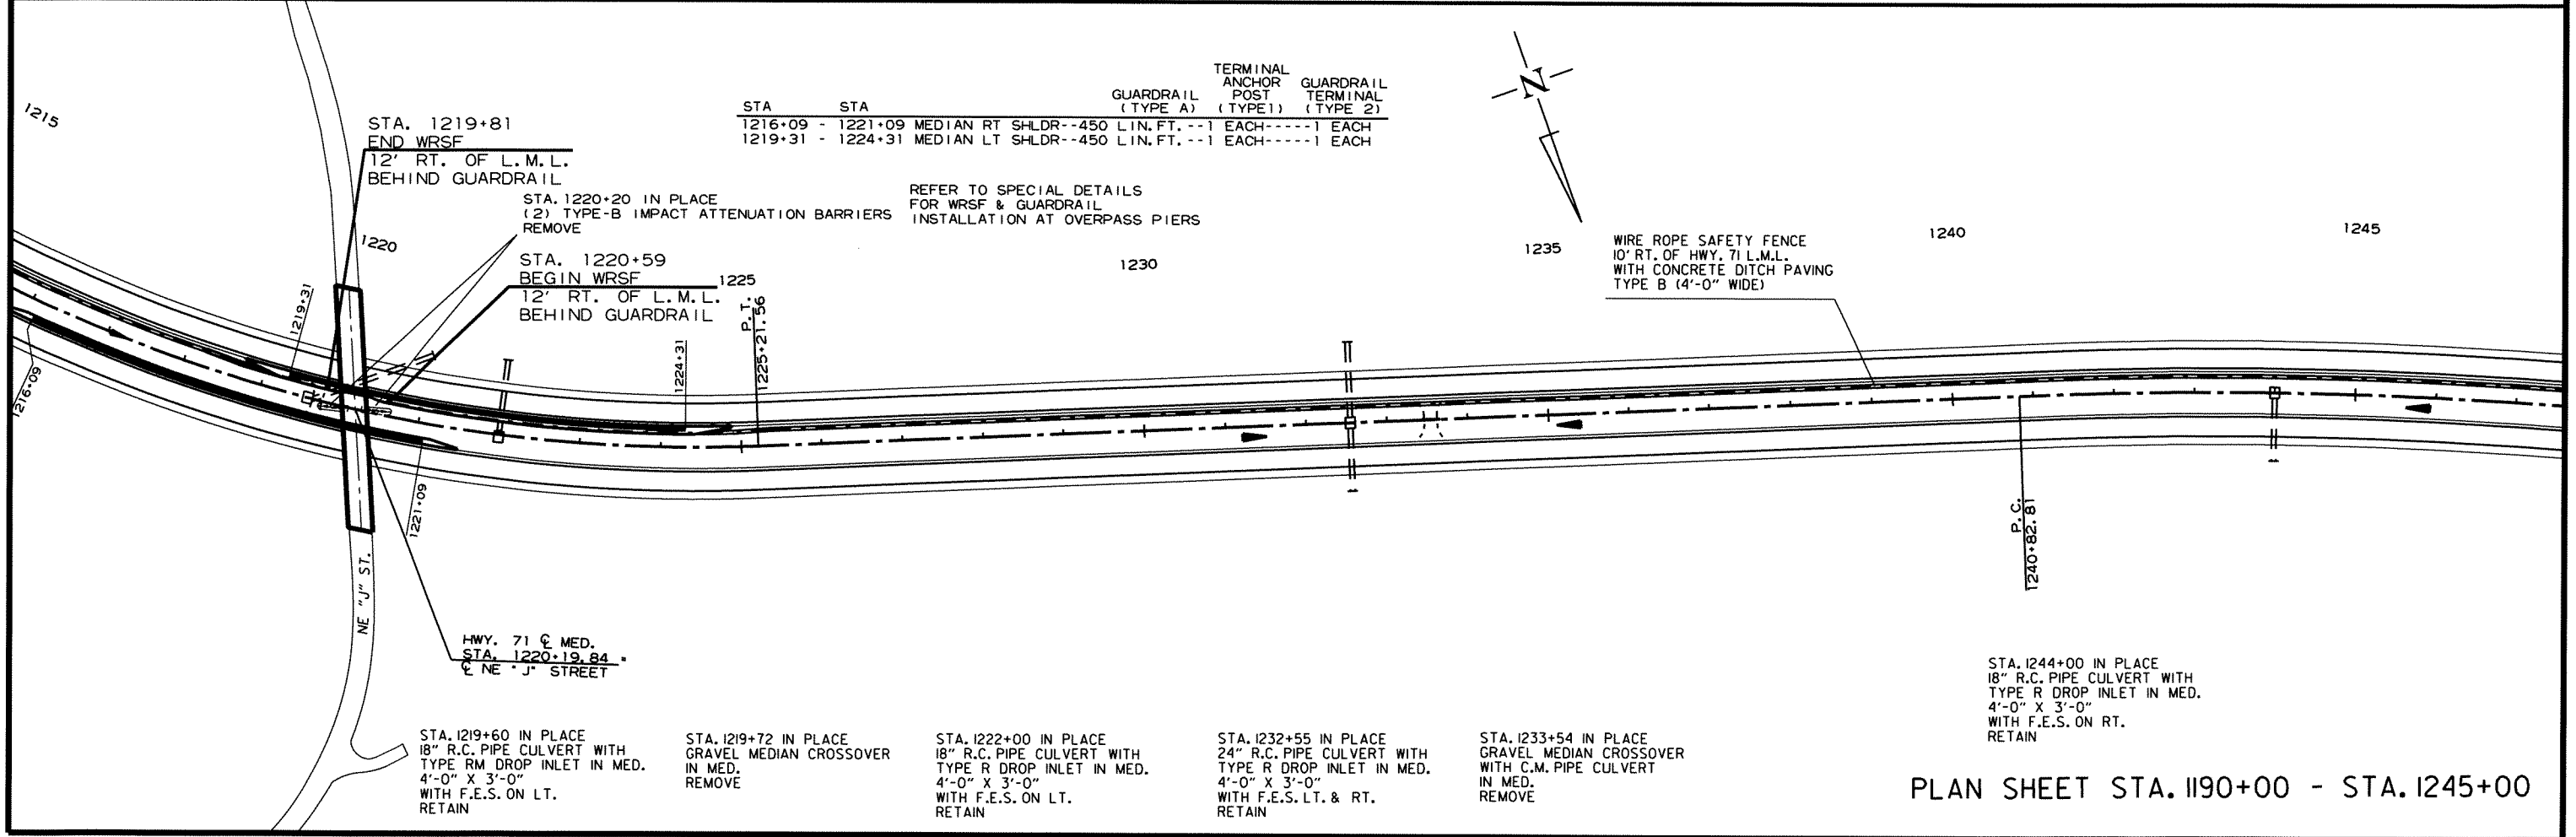 1215
STA. 1219+81
END WRSF
12' RT. OF L.M.L.
BEHIND GUARDRAIL
STA STA GUARDRAIL (TYPE A) TERMINAL ANCHOR POST (TYPE1) GUARDRAIL TERMINAL (TYPE 2)
1216+09 - 1221+09 MEDIAN RT SHLDR--450 LIN.FT.--1 EACH-----1 EACH
1219+31 - 1224+31 MEDIAN LT SHLDR--450 LIN.FT.--1 EACH-----1 EACH
N
STA. 1220+20 IN PLACE
(2) TYPE-B IMPACT ATTENUATION BARRIERS
REMOVE
REFER TO SPECIAL DETAILS
FOR WRSF & GUARDRAIL
INSTALLATION AT OVERPASS PIERS
1220
STA. 1220+59
BEGIN WRSF
12' RT. OF L.M.L.
BEHIND GUARDRAIL
1225
1230
1235
WIRE ROPE SAFETY FENCE
10' RT. OF HWY. 71 L.M.L.
WITH CONCRETE DITCH PAVING
TYPE B (4'-0" WIDE)
1240
1245
1219+31
1216+09
1221+09
1224+31
P.T.
1225+21.56
P.C.
1240+82.81
NE "J" ST.
HWY. 71 ℄ MED.
STA. 1220+19.84 =
℄ NE "J" STREET
STA. 1219+60 IN PLACE
18" R.C. PIPE CULVERT WITH
TYPE RM DROP INLET IN MED.
4'-0" X 3'-0"
WITH F.E.S. ON LT.
RETAIN
STA. 1219+72 IN PLACE
GRAVEL MEDIAN CROSSOVER
IN MED.
REMOVE
STA. 1222+00 IN PLACE
18" R.C. PIPE CULVERT WITH
TYPE R DROP INLET IN MED.
4'-0" X 3'-0"
WITH F.E.S. ON LT.
RETAIN
STA. 1232+55 IN PLACE
24" R.C. PIPE CULVERT WITH
TYPE R DROP INLET IN MED.
4'-0" X 3'-0"
WITH F.E.S. LT. & RT.
RETAIN
STA. 1233+54 IN PLACE
GRAVEL MEDIAN CROSSOVER
WITH C.M. PIPE CULVERT
IN MED.
REMOVE
STA. 1244+00 IN PLACE
18" R.C. PIPE CULVERT WITH
TYPE R DROP INLET IN MED.
4'-0" X 3'-0"
WITH F.E.S. ON RT.
RETAIN
PLAN SHEET STA. 1190+00 - STA. 1245+00